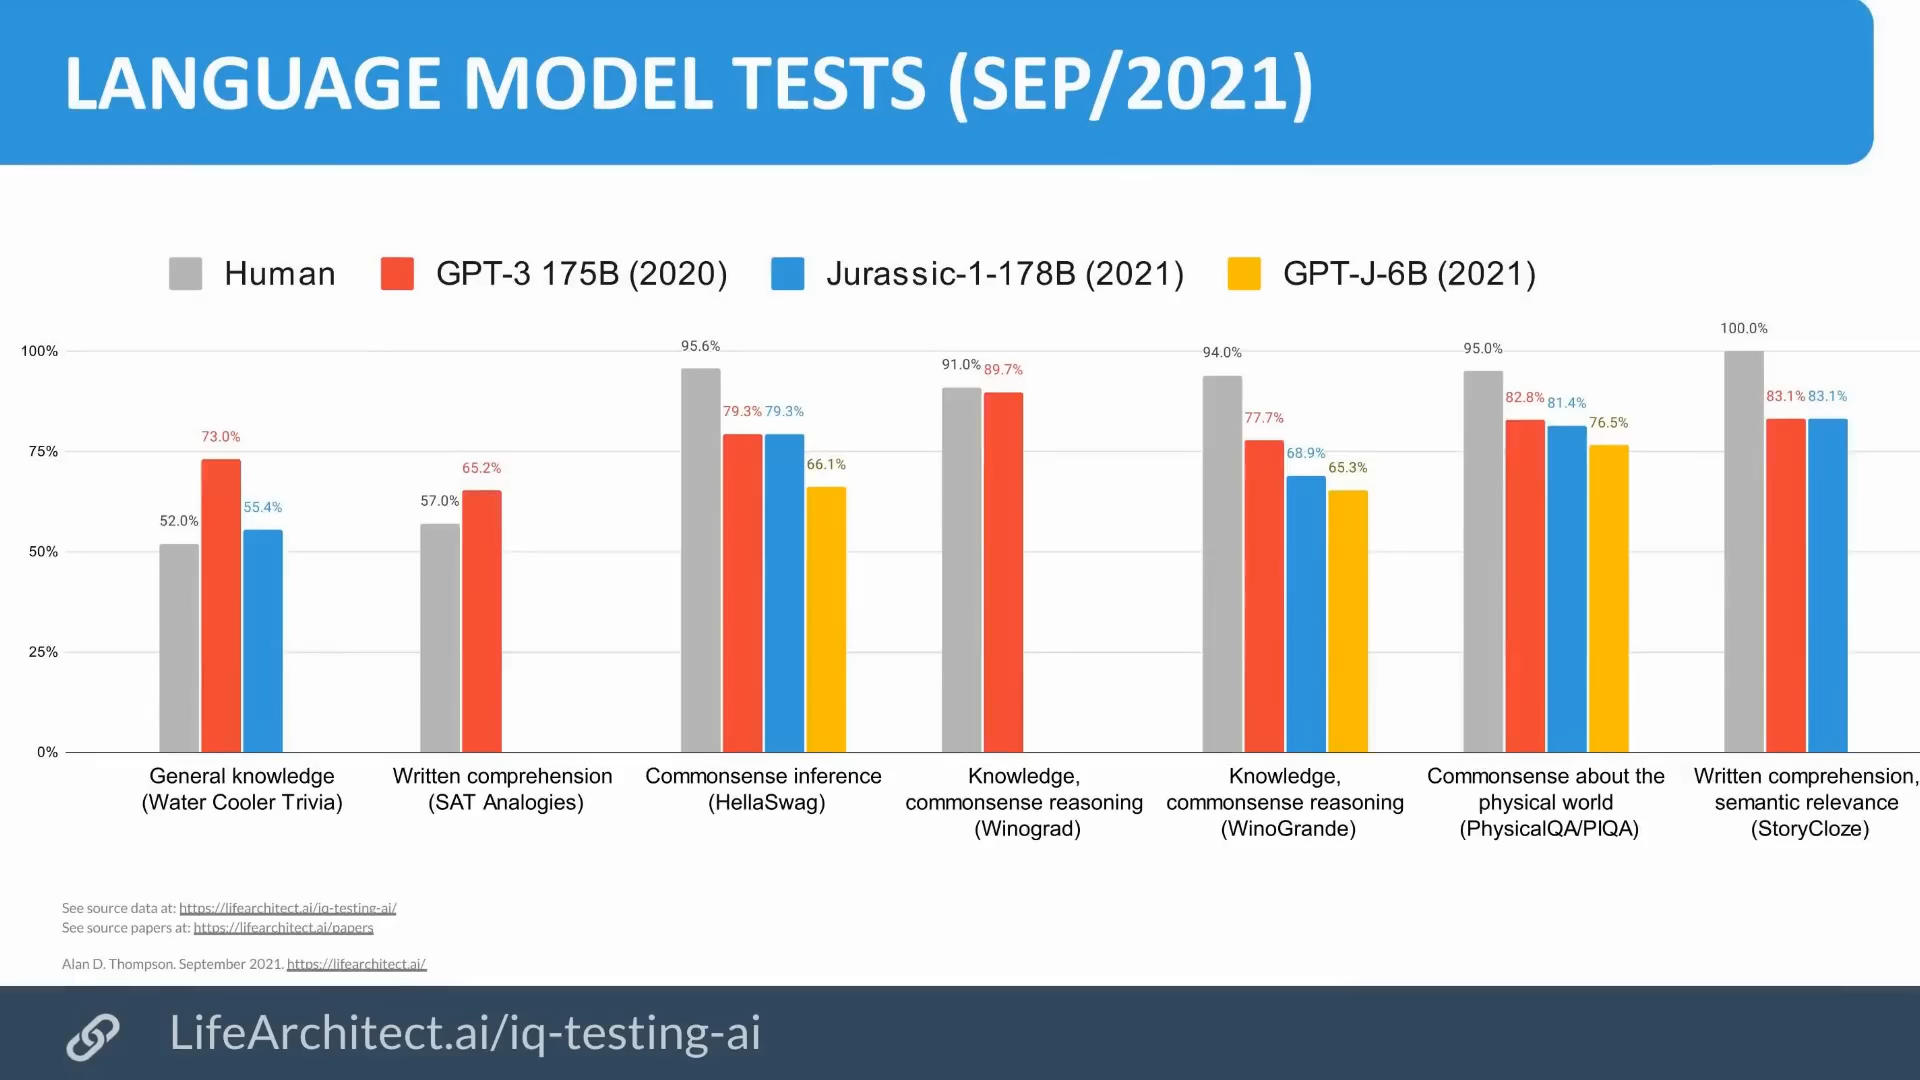 LANGUAGE MODEL TESTS (SEP/2021)
Human GPT-3 175B (2020) Jurassic-1-178B (2021) GPT-J-6B (2021)
100%
75%
50%
25%
0%
52.0% 73.0% 55.4%
57.0% 65.2%
95.6% 79.3% 79.3% 66.1%
91.0% 89.7%
94.0% 77.7% 68.9% 65.3%
95.0% 82.8% 81.4% 76.5%
100.0% 83.1% 83.1%
General knowledge
(Water Cooler Trivia)
Written comprehension
(SAT Analogies)
Commonsense inference
(HellaSwag)
Knowledge,
commonsense reasoning
(Winograd)
Knowledge,
commonsense reasoning
(WinoGrande)
Commonsense about the
physical world
(PhysicalQA/PIQA)
Written comprehension,
semantic relevance
(StoryCloze)
See source data at: https://lifearchitect.ai/iq-testing-ai/
See source papers at: https://lifearchitect.ai/papers
Alan D. Thompson. September 2021. https://lifearchitect.ai/
LifeArchitect.ai/iq-testing-ai